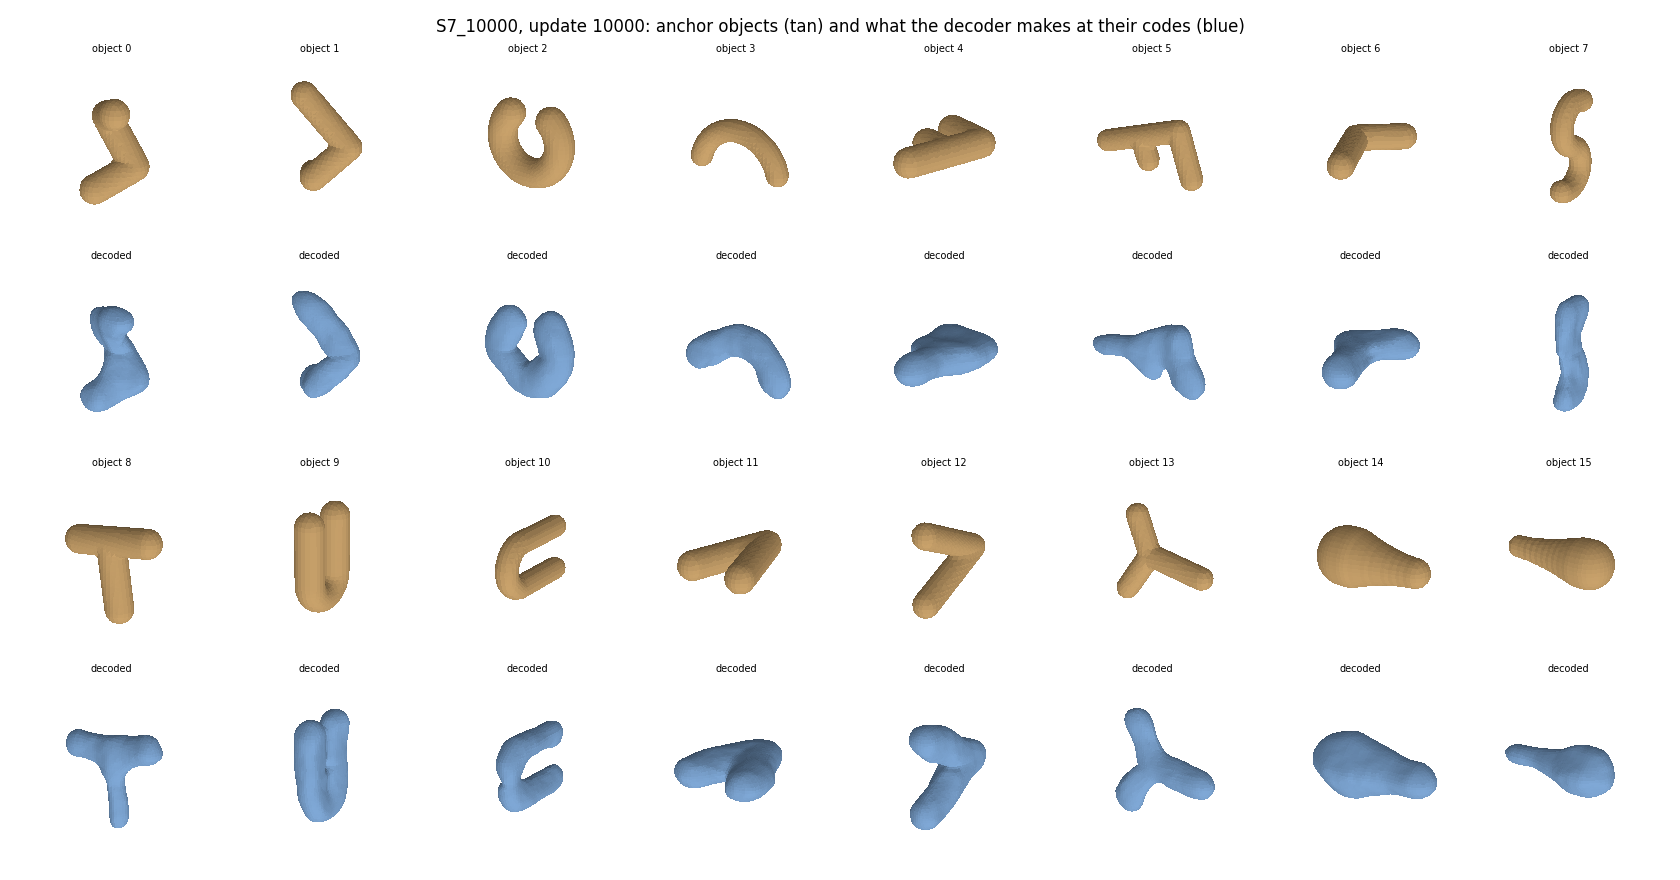 S7_10000, update 10000: anchor objects (tan) and what the decoder makes at their codes (blue)
object 0 object 1 object 2 object 3 object 4 object 5 object 6 object 7
decoded decoded decoded decoded decoded decoded decoded decoded
object 8 object 9 object 10 object 11 object 12 object 13 object 14 object 15
decoded decoded decoded decoded decoded decoded decoded decoded